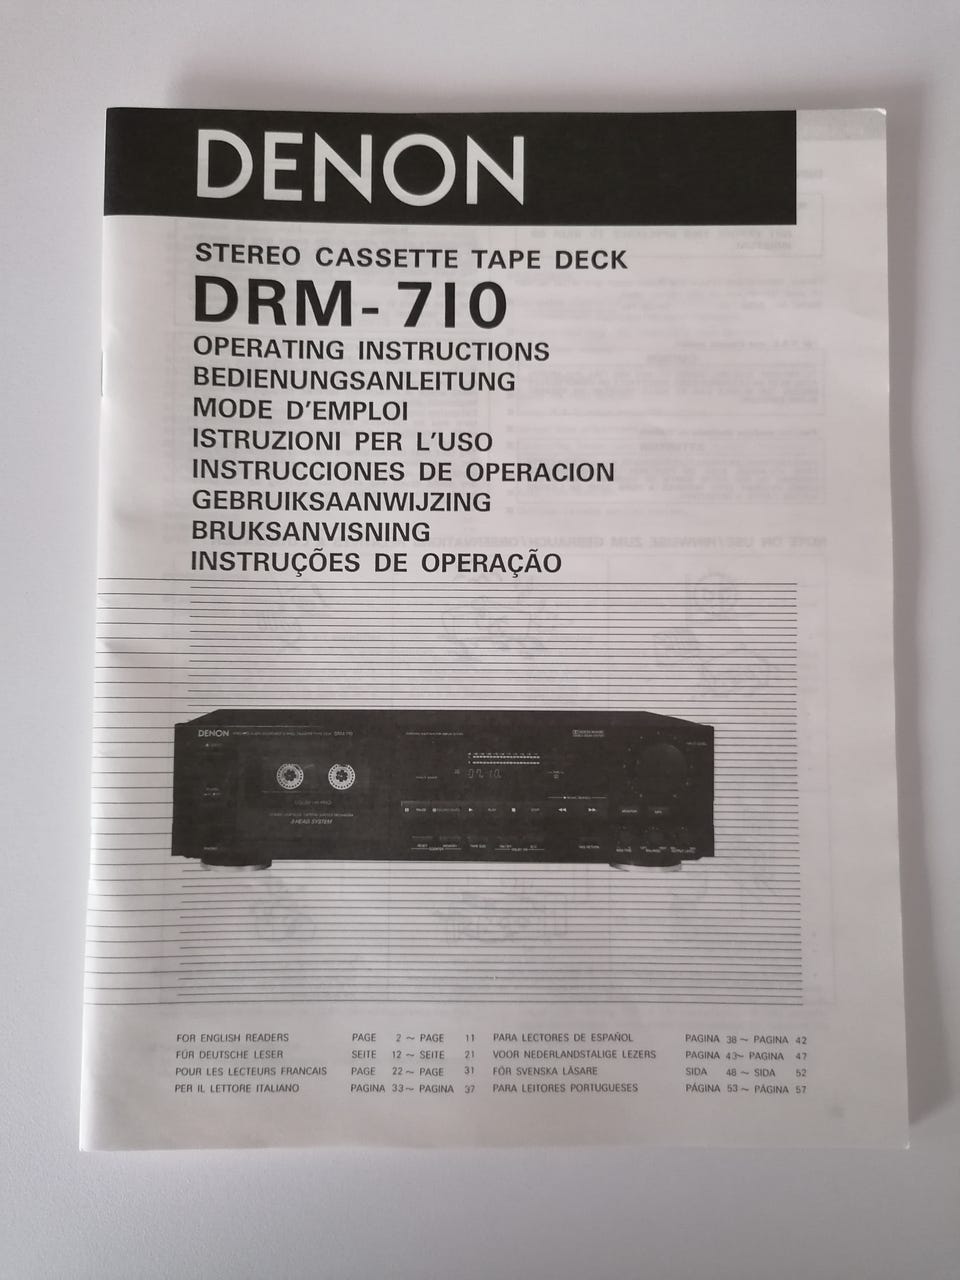 DENON
STEREO CASSETTE TAPE DECK
DRM-710
OPERATING INSTRUCTIONS
BEDIENUNGSANLEITUNG
MODE D'EMPLOI
ISTRUZIONI PER L'USO
INSTRUCCIONES DE OPERACION
GEBRUIKSAANWIJZING
BRUKSANVISNING
INSTRUÇÕES DE OPERAÇÃO
DENON
3-HEAD SYSTEM
FOR ENGLISH READERS PAGE 2 ~ PAGE 11
FÜR DEUTSCHE LESER SEITE 12 ~ SEITE 21
POUR LES LECTEURS FRANCAIS PAGE 22 ~ PAGE 31
PER IL LETTORE ITALIANO PAGINA 33 ~ PAGINA 37
PARA LECTORES DE ESPAÑOL PAGINA 38 ~ PAGINA 42
VOOR NEDERLANDSTALIGE LEZERS PAGINA 43 ~ PAGINA 47
FÖR SVENSKA LÄSARE SIDA 48 ~ SIDA 52
PARA LEITORES PORTUGUESES PÁGINA 53 ~ PÁGINA 57